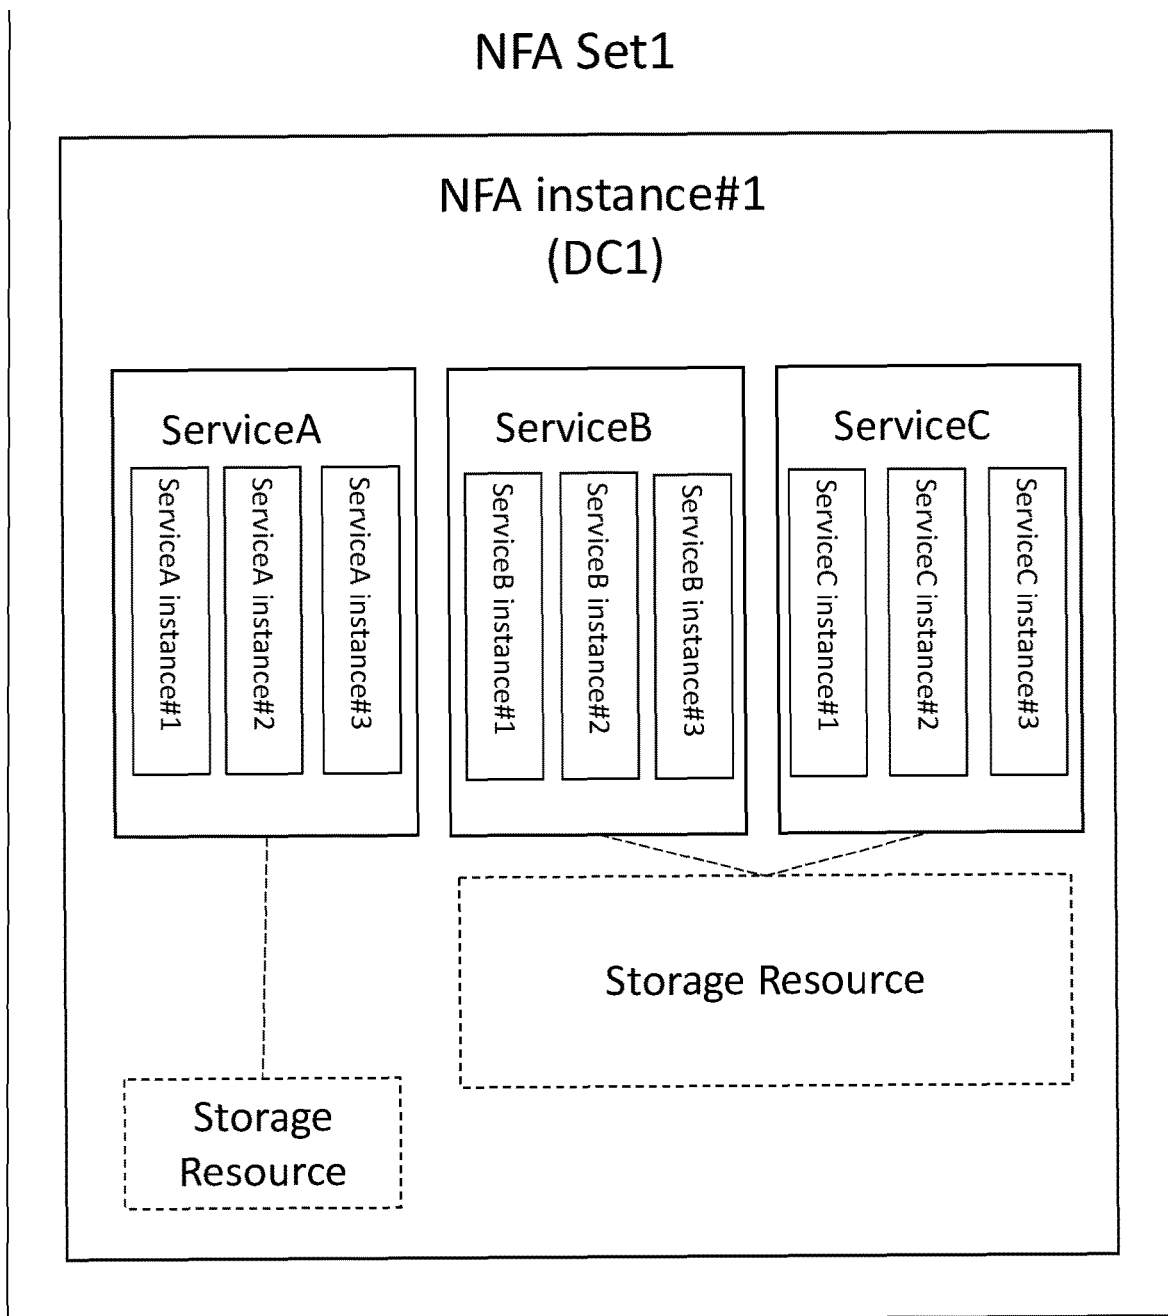 NFA Set1
NFA instance#1
(DC1)
ServiceA
ServiceA instance#1
ServiceA instance#2
ServiceA instance#3
ServiceB
ServiceB instance#1
ServiceB instance#2
ServiceB instance#3
ServiceC
ServiceC instance#1
ServiceC instance#2
ServiceC instance#3
Storage Resource
Storage
Resource